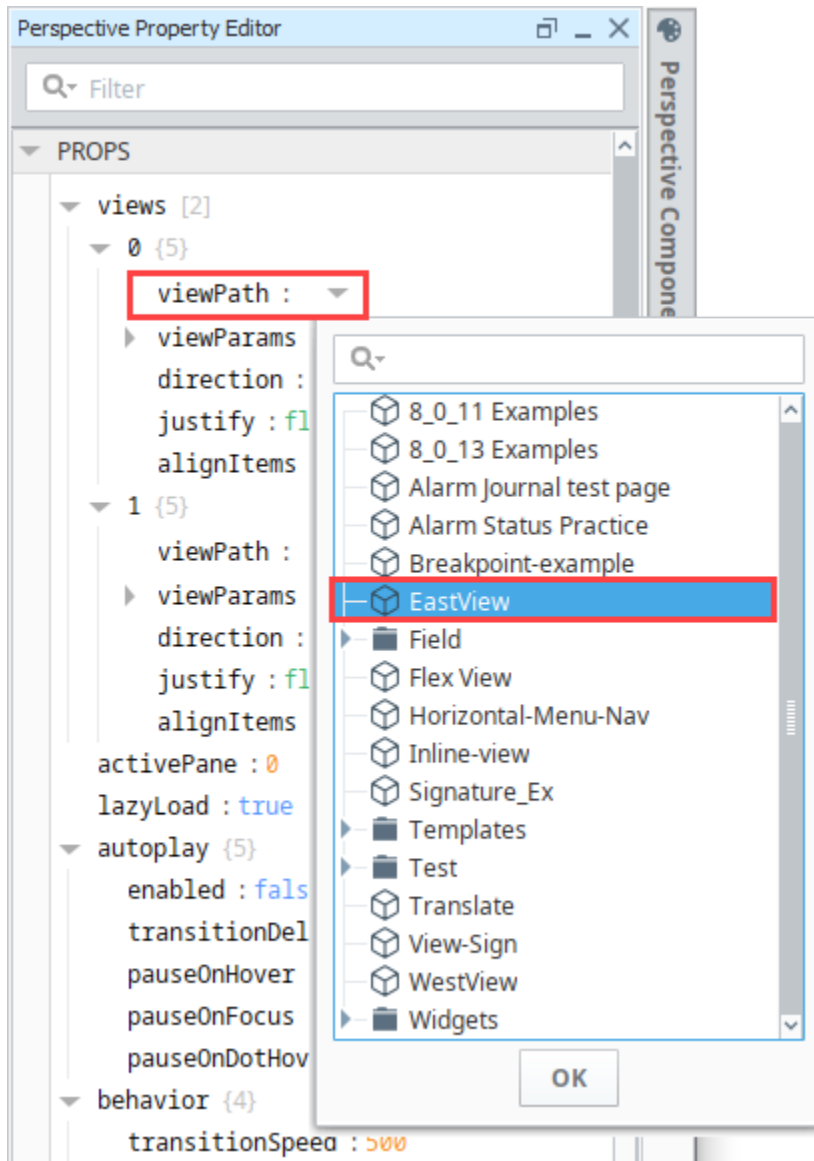 Perspective Property Editor
Filter
PROPS
views [2]
0 {5}
viewPath :
viewParams
direction :
justify : fl
alignItems
1 {5}
viewPath :
viewParams
direction :
justify : fl
alignItems
activePane : 0
lazyLoad : true
autoplay {5}
enabled : fals
transitionDel
pauseOnHover
pauseOnFocus
pauseOnDotHov
behavior {4}
transitionSpeed : 500
8_0_11 Examples
8_0_13 Examples
Alarm Journal test page
Alarm Status Practice
Breakpoint-example
EastView
Field
Flex View
Horizontal-Menu-Nav
Inline-view
Signature_Ex
Templates
Test
Translate
View-Sign
WestView
Widgets
OK
Perspective Compone